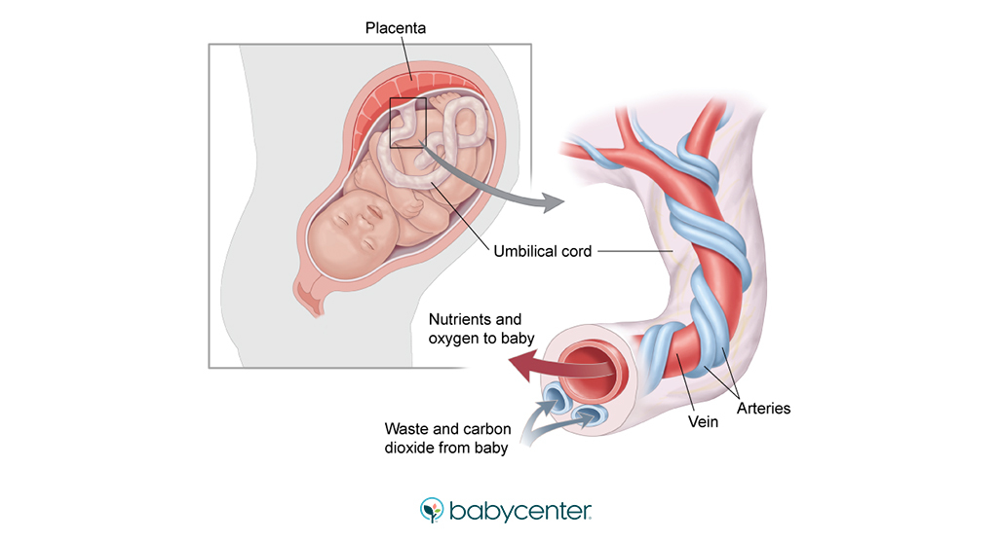 Placenta
Umbilical cord
Nutrients and
oxygen to baby
Arteries
Vein
Waste and carbon
dioxide from baby
babycenter